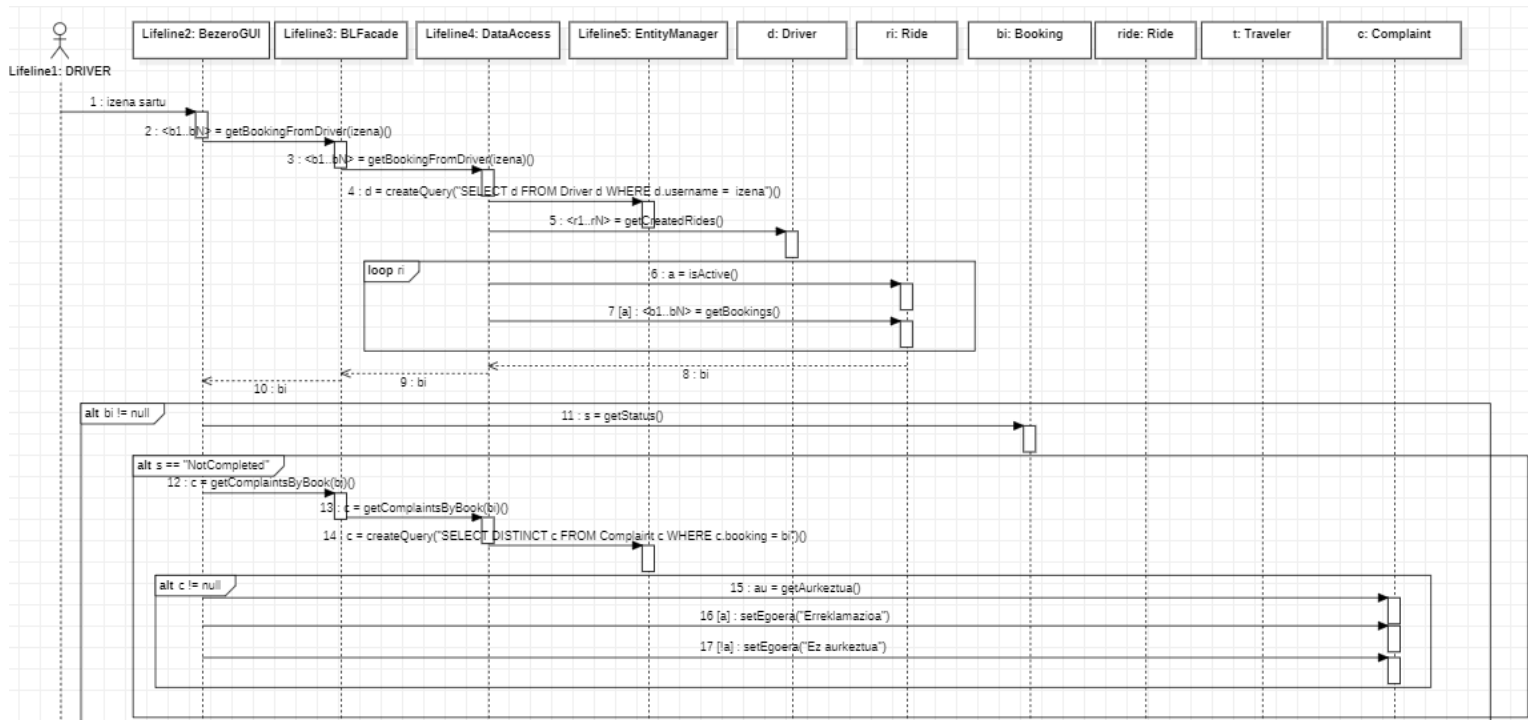 Lifeline1: DRIVER
Lifeline2: BezeroGUI
Lifeline3: BLFacade
Lifeline4: DataAccess
Lifeline5: EntityManager
d: Driver
ri: Ride
bi: Booking
ride: Ride
t: Traveler
c: Complaint
1 : izena sartu
2 : <b1..bN> = getBookingFromDriver(izena)()
3 : <b1..bN> = getBookingFromDriver(izena)()
4 : d = createQuery("SELECT d FROM Driver d WHERE d.username = izena")()
5 : <r1..rN> = getCreatedRides()
loop ri
6 : a = isActive()
7 [a] : <b1..bN> = getBookings()
8 : bi
9 : bi
10 : bi
alt bi != null
11 : s = getStatus()
alt s == "NotCompleted"
12 : c = getComplaintsByBook(bi)()
13 : c = getComplaintsByBook(bi)()
14 : c = createQuery("SELECT DISTINCT c FROM Complaint c WHERE c.booking = bi")()
alt c != null
15 : au = getAurkeztua()
16 [a] : setEgoera("Erreklamazioa")
17 [!a] : setEgoera("Ez aurkeztua")